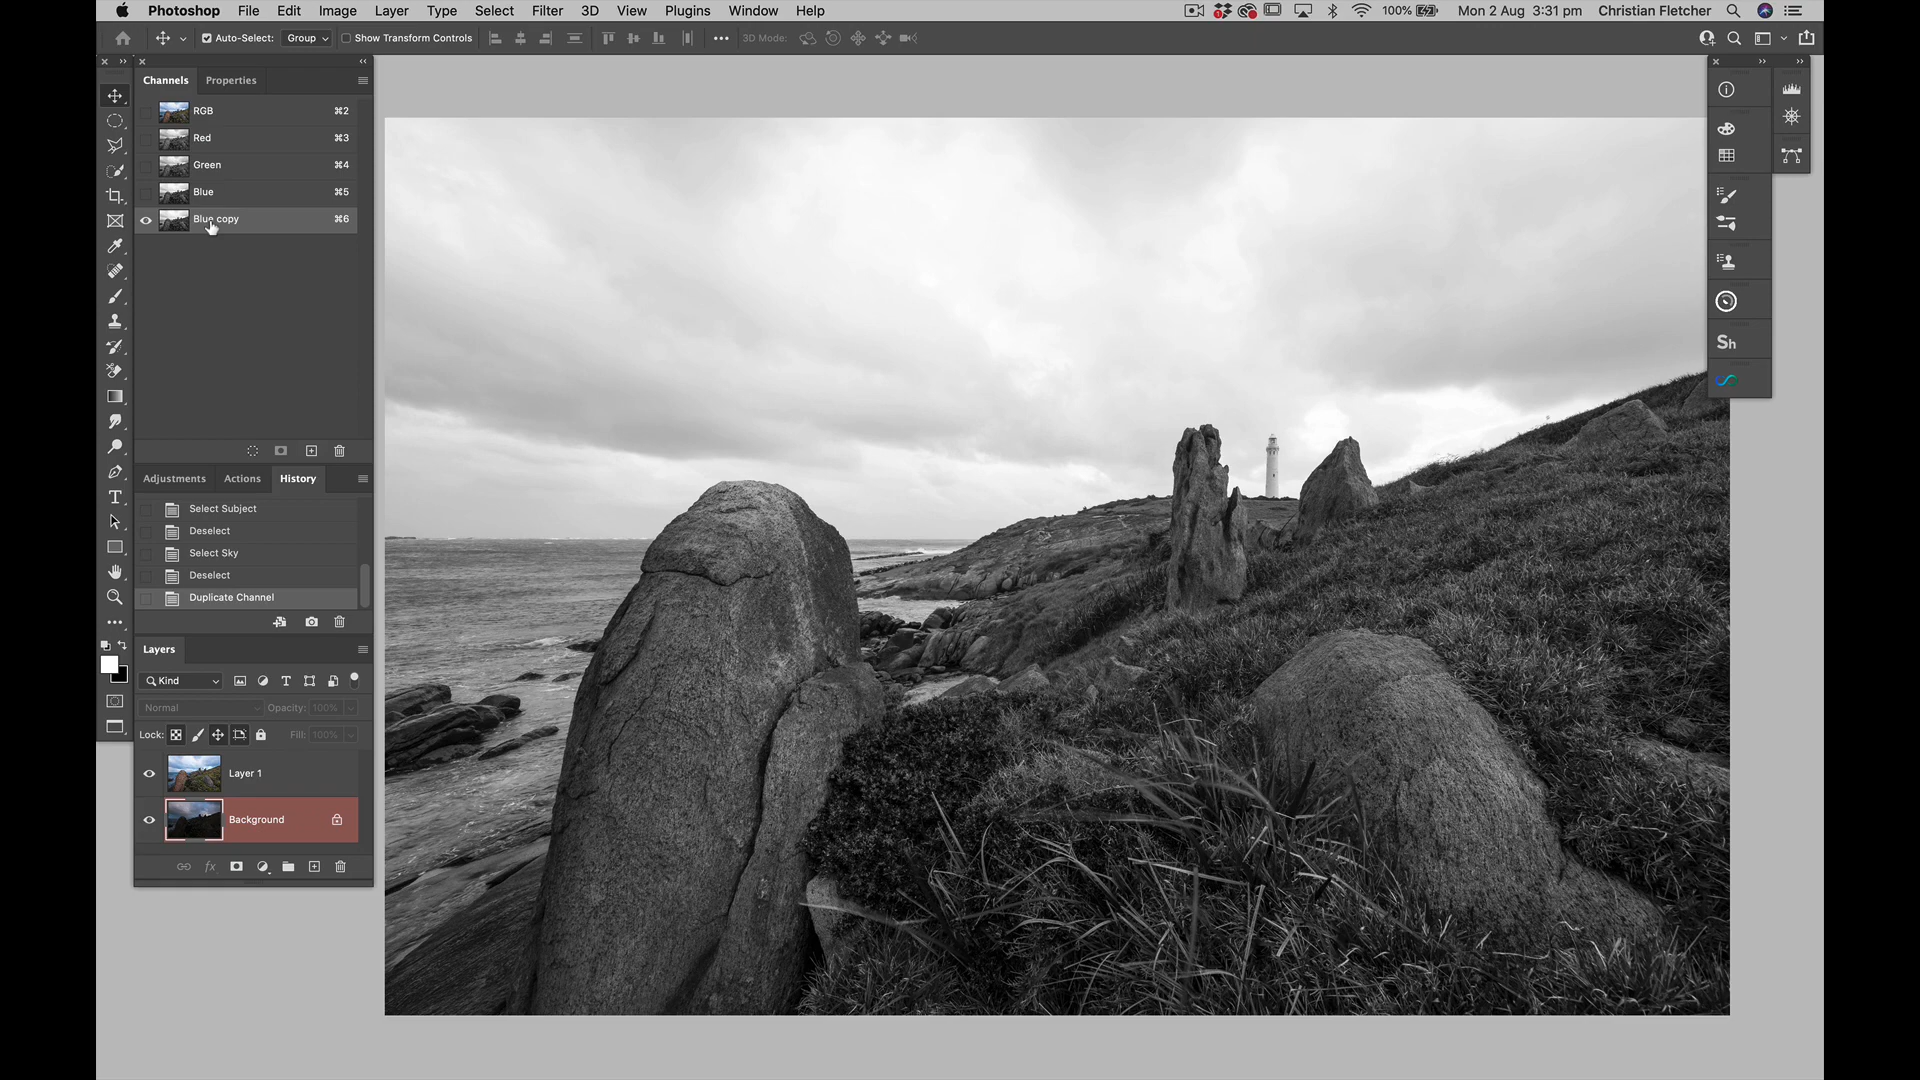 Photoshop File Edit Image Layer Type Select Filter 3D View Plugins Window Help 100% Mon 2 Aug 3:31 pm Christian Fletcher
Auto-Select: Group Show Transform Controls 3D Mode:
Channels Properties
RGB ⌘2
Red ⌘3
Green ⌘4
Blue ⌘5
Blue copy ⌘6
Adjustments Actions History
Select Subject
Deselect
Select Sky
Deselect
Duplicate Channel
Layers
Kind
Normal Opacity: 100%
Lock: Fill: 100%
Layer 1
Background
fx
Sh